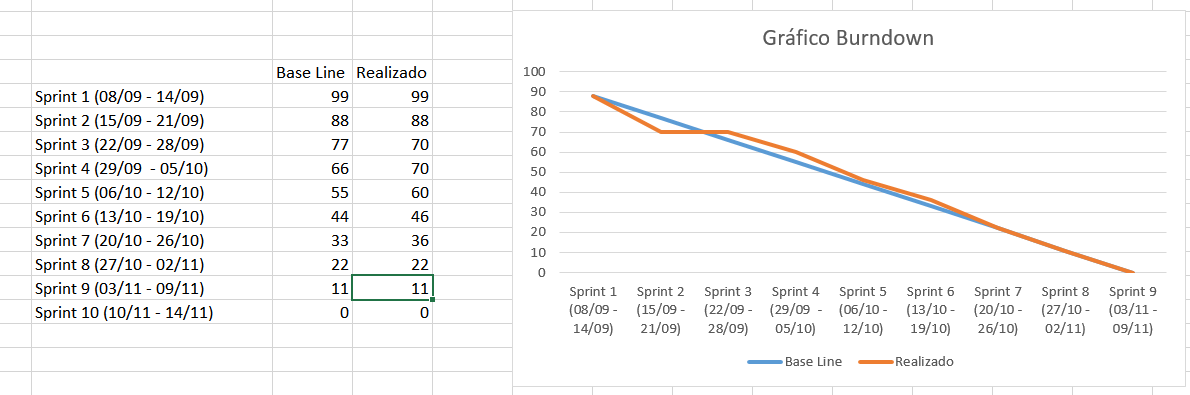 Base Line Realizado
Sprint 1 (08/09 - 14/09) 99 99
Sprint 2 (15/09 - 21/09) 88 88
Sprint 3 (22/09 - 28/09) 77 70
Sprint 4 (29/09  - 05/10) 66 70
Sprint 5 (06/10 - 12/10) 55 60
Sprint 6 (13/10 - 19/10) 44 46
Sprint 7 (20/10 - 26/10) 33 36
Sprint 8 (27/10 - 02/11) 22 22
Sprint 9 (03/11 - 09/11) 11 11
Sprint 10 (10/11 - 14/11) 0 0
Gráfico Burndown
100
90
80
70
60
50
40
30
20
10
0
Sprint 1 Sprint 2 Sprint 3 Sprint 4 Sprint 5 Sprint 6 Sprint 7 Sprint 8 Sprint 9
(08/09 - (15/09 - (22/09 - (29/09  - (06/10 - (13/10 - (20/10 - (27/10 - (03/11 -
14/09) 21/09) 28/09) 05/10) 12/10) 19/10) 26/10) 02/11) 09/11)
Base Line Realizado